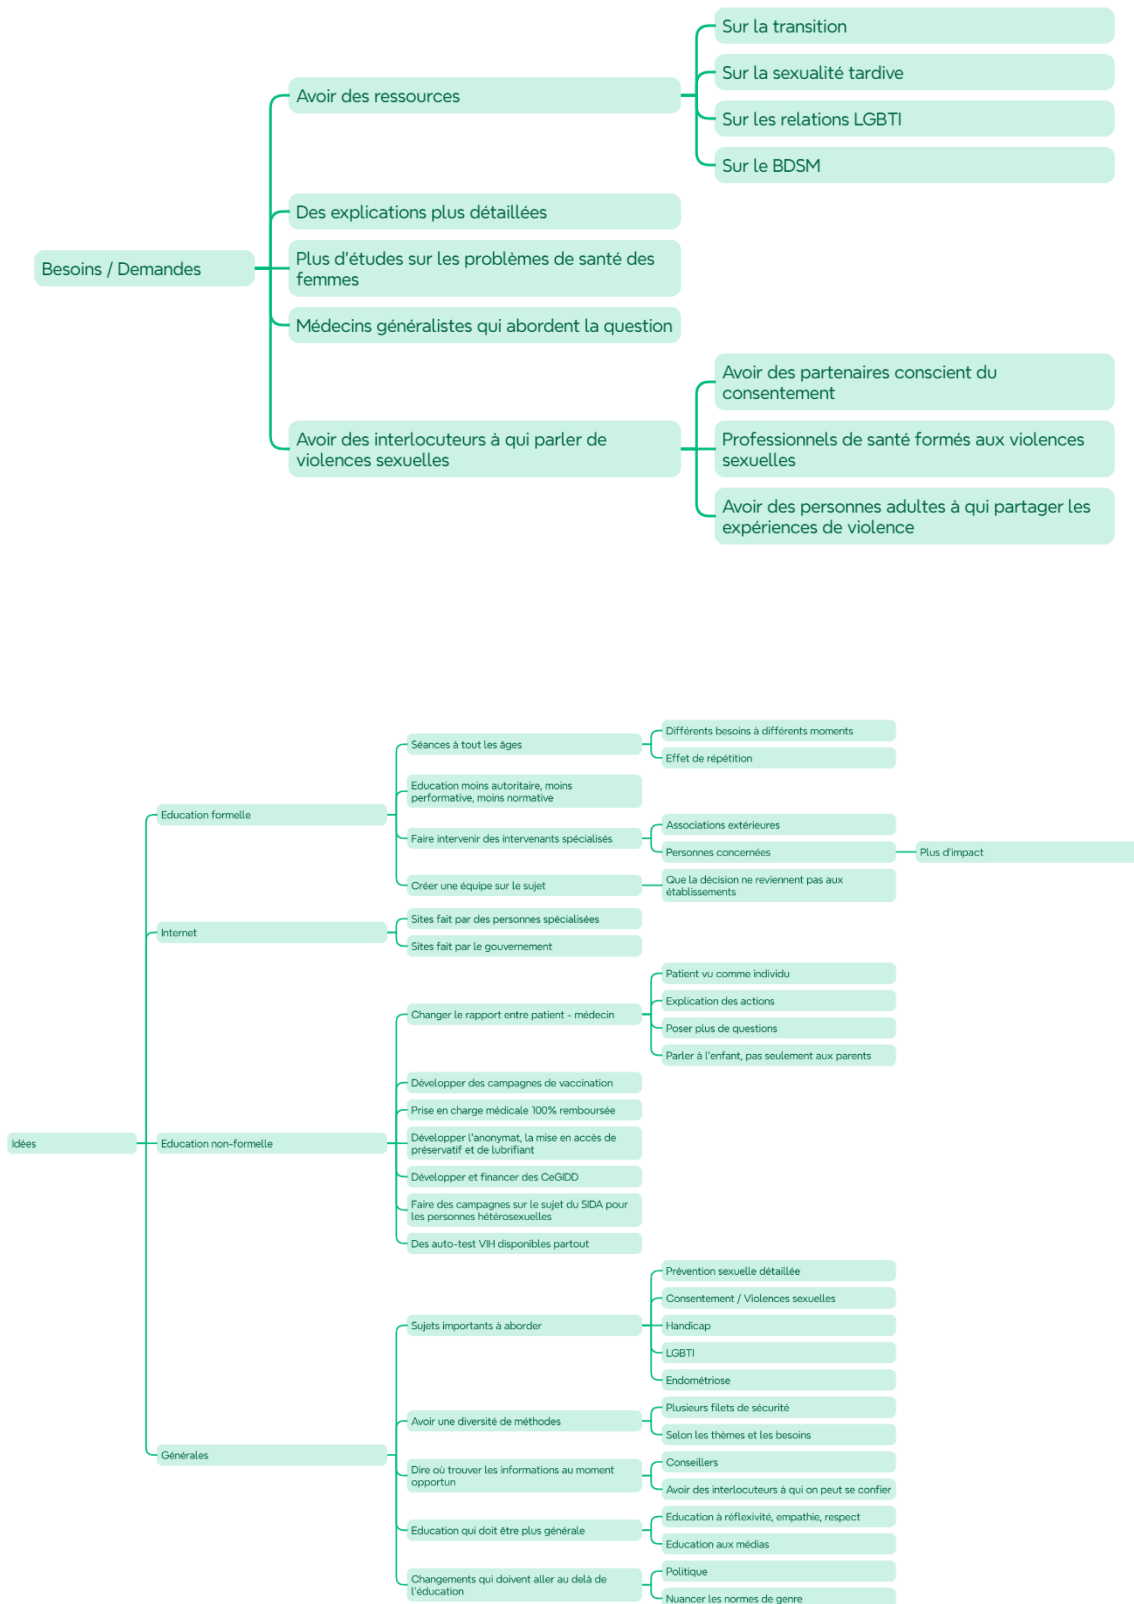 Besoins / Demandes
Avoir des ressources
Sur la transition
Sur la sexualité tardive
Sur les relations LGBTI
Sur le BDSM
Des explications plus détaillées
Plus d'études sur les problèmes de santé des
femmes
Médecins généralistes qui abordent la question
Avoir des interlocuteurs à qui parler de
violences sexuelles
Avoir des partenaires conscient du
consentement
Professionnels de santé formés aux violences
sexuelles
Avoir des personnes adultes à qui partager les
expériences de violence
Idées
Education formelle
Séances à tout les âges
Différents besoins à différents moments
Effet de répétition
Education moins autoritaire, moins
performative, moins normative
Faire intervenir des intervenants spécialisés
Associations extérieures
Personnes concernées
Plus d'impact
Créer une équipe sur le sujet
Que la décision ne reviennent pas aux
établissements
Internet
Sites fait par des personnes spécialisées
Sites fait par le gouvernement
Education non-formelle
Changer le rapport entre patient - médecin
Patient vu comme individu
Explication des actions
Poser plus de questions
Parler à l'enfant, pas seulement aux parents
Développer des campagnes de vaccination
Prise en charge médicale 100% remboursée
Développer l'anonymat, la mise en accès de
préservatif et de lubrifiant
Développer et financer des CeGIDD
Faire des campagnes sur le sujet du SIDA pour
les personnes hétérosexuelles
Des auto-test VIH disponibles partout
Générales
Sujets importants à aborder
Prévention sexuelle détaillée
Consentement / Violences sexuelles
Handicap
LGBTI
Endométriose
Avoir une diversité de méthodes
Plusieurs filets de sécurité
Selon les thèmes et les besoins
Dire où trouver les informations au moment
opportun
Conseillers
Avoir des interlocuteurs à qui on peut se confier
Education qui doit être plus générale
Education à réflexivité, empathie, respect
Education aux médias
Changements qui doivent aller au delà de
l'éducation
Politique
Nuancer les normes de genre